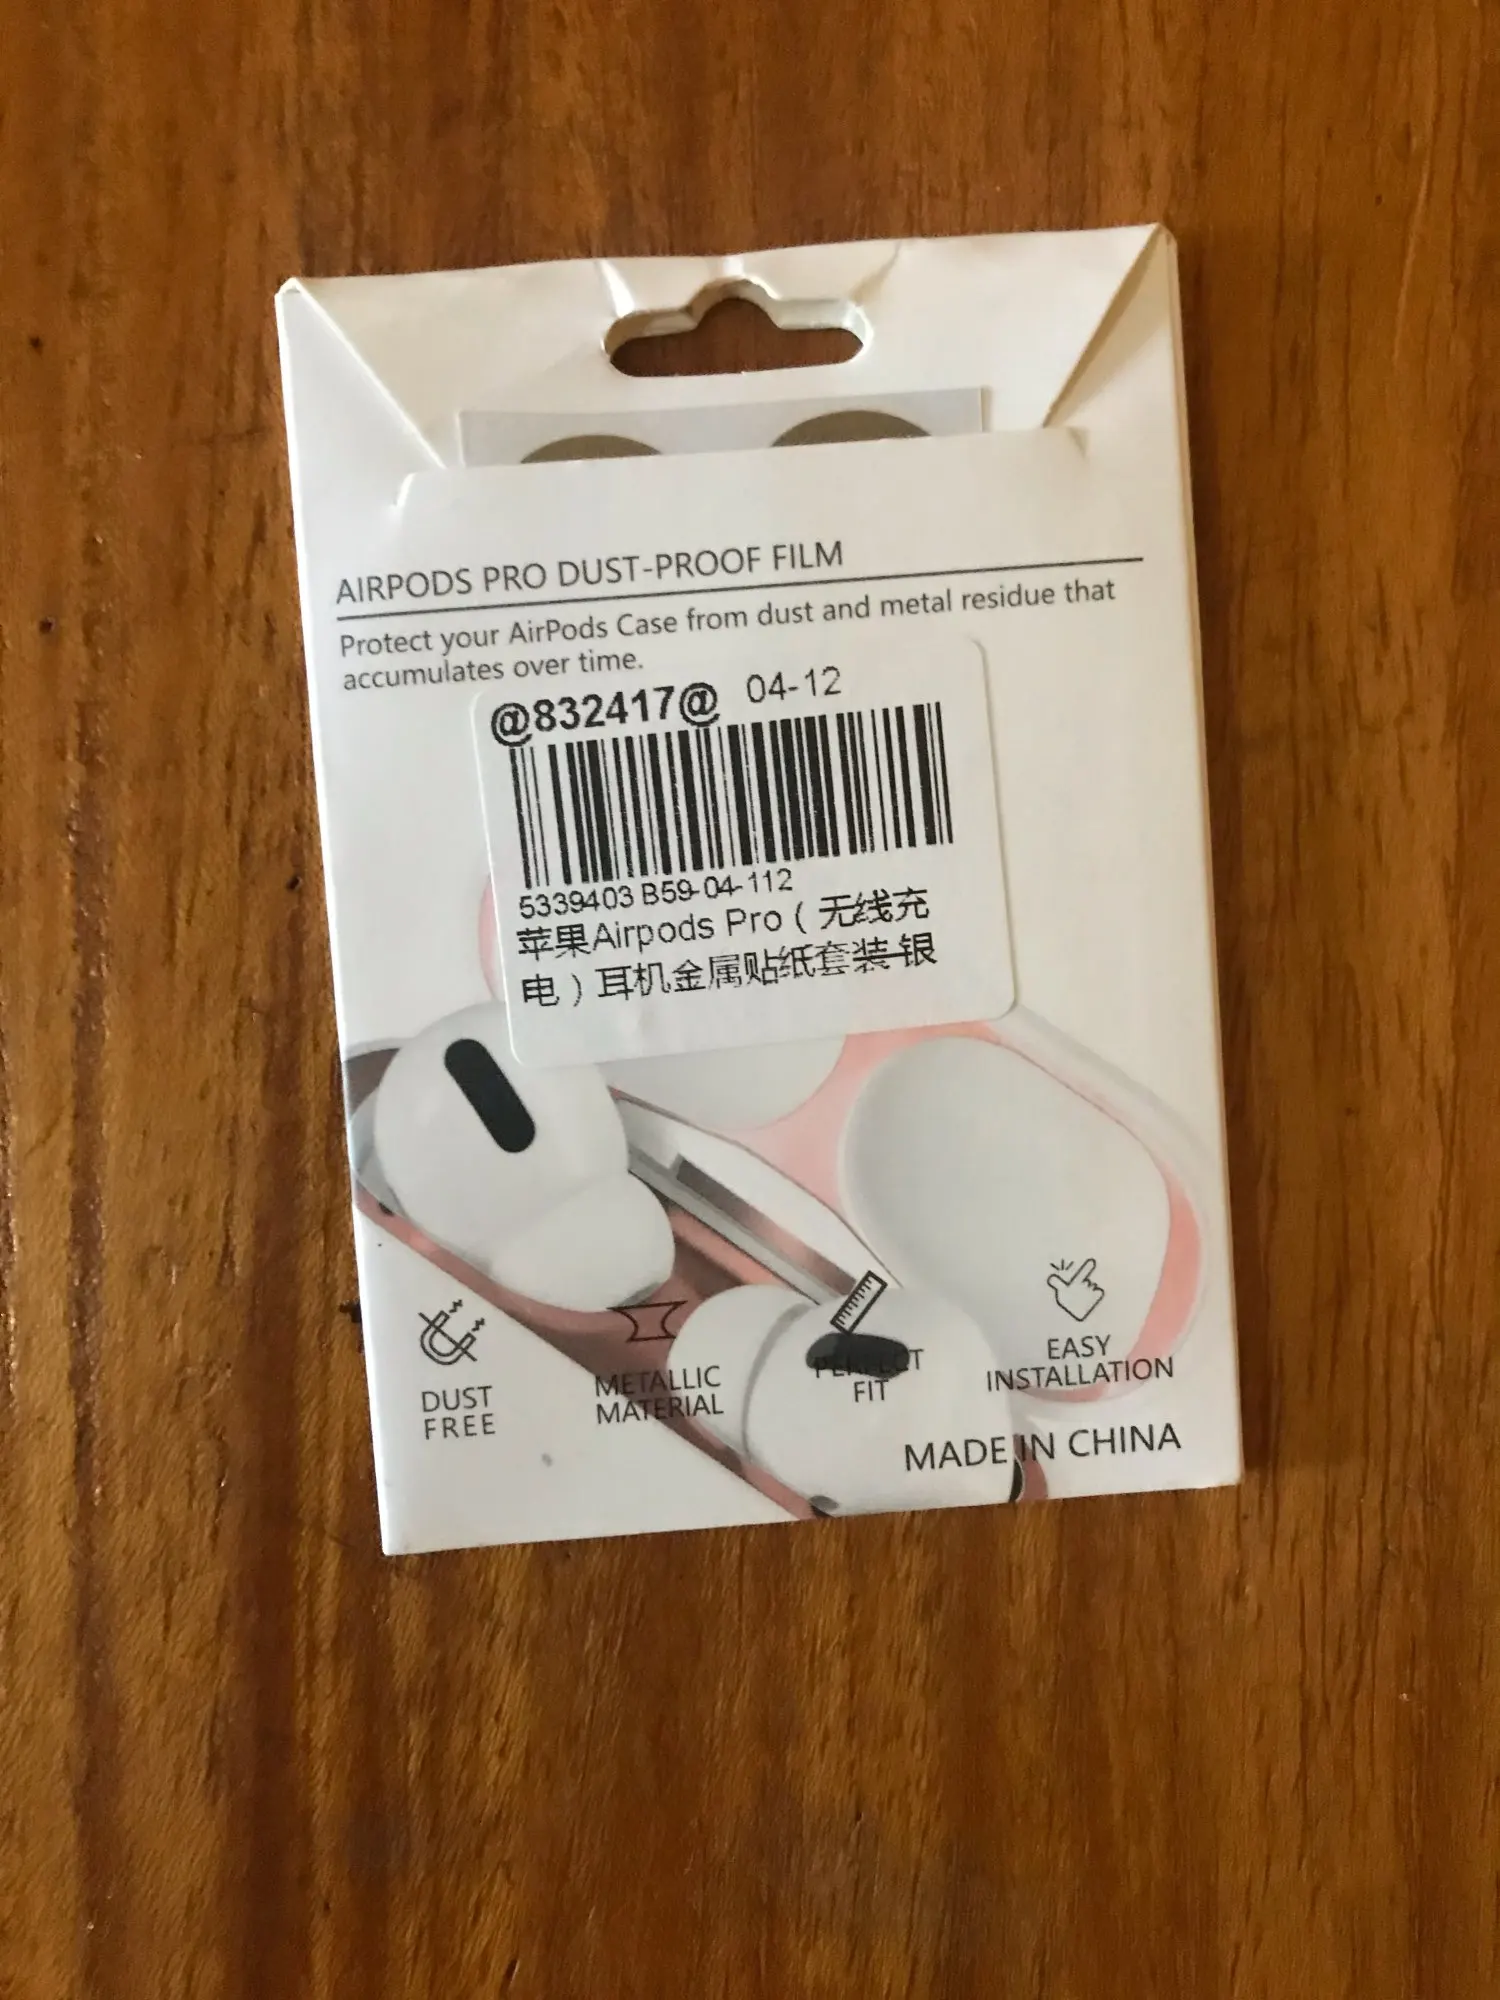 AIRPODS PRO DUST-PROOF FILM
Protect your AirPods Case from dust and metal residue that
accumulates over time.
@832417@ 04-12
5339403 B59-04-112
苹果Airpods Pro（无线充
电）耳机金属贴纸套装-银
DUST
FREE
METALLIC
MATERIAL
PERFECT
FIT
EASY
INSTALLATION
MADE IN CHINA